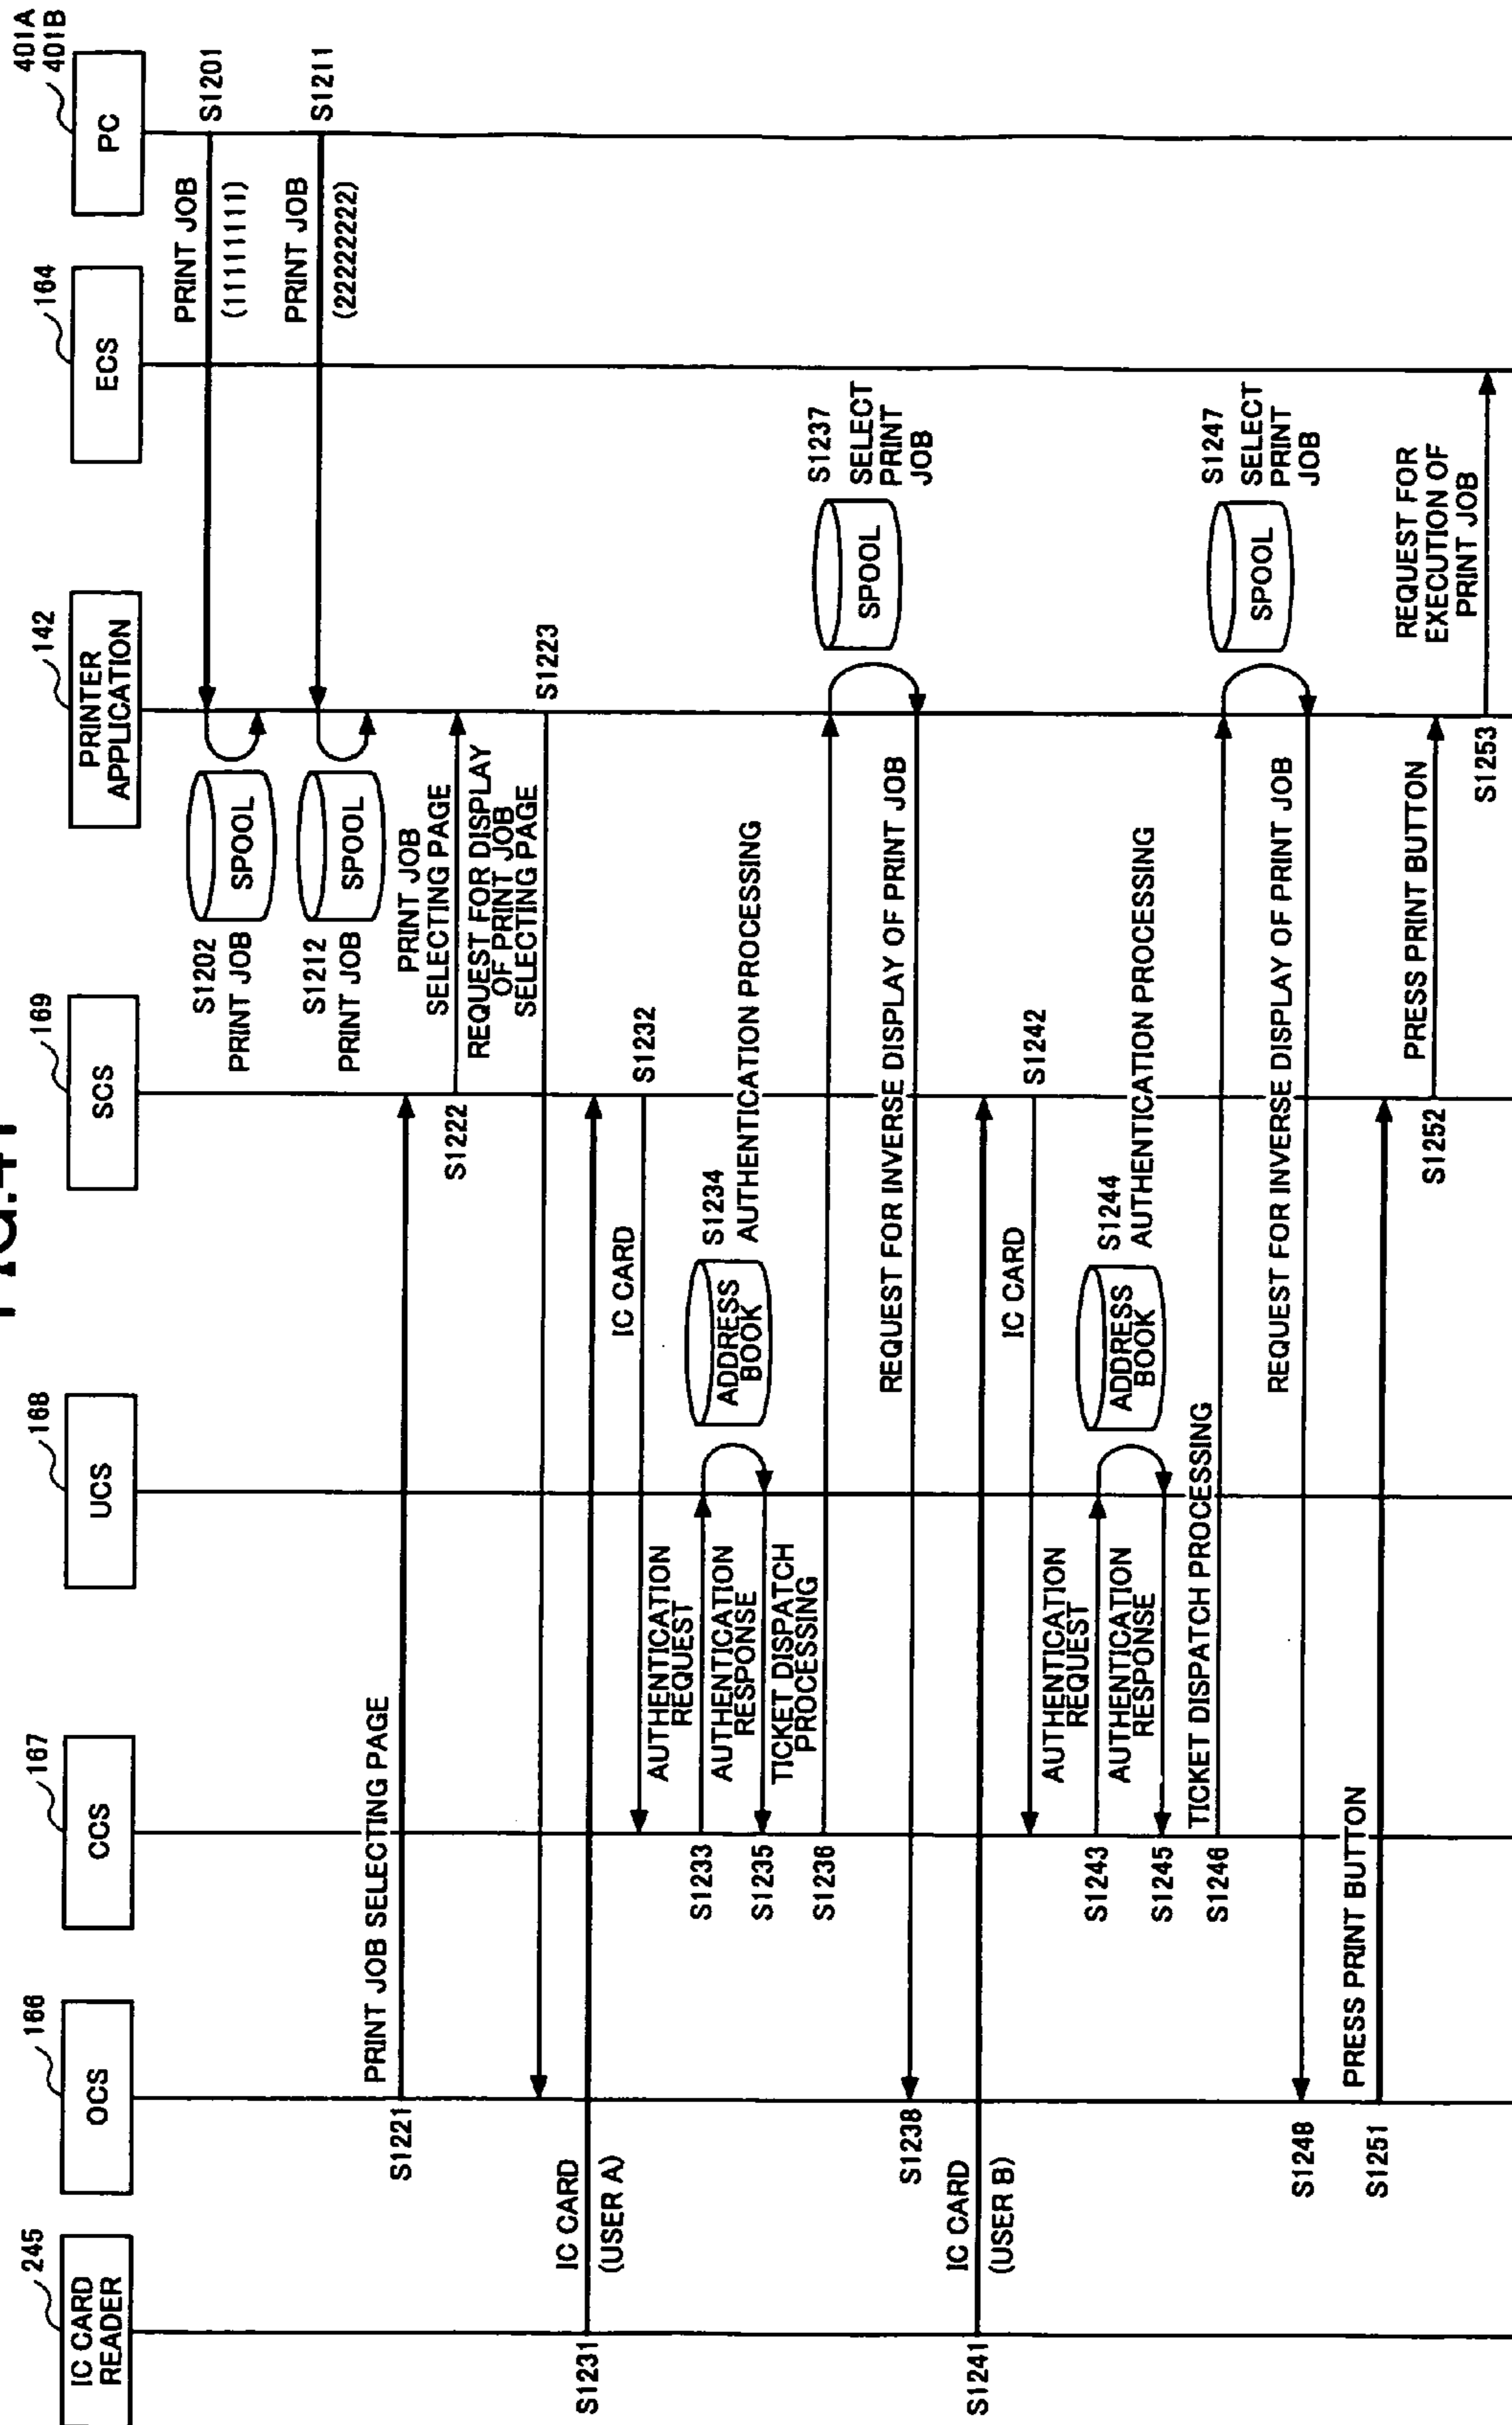 FIG.41
IC CARD
READER
245
OCS
166
CCS
167
UCS
168
SCS
169
PRINTER
APPLICATION
142
ECS
164
PC
401A
401B
PRINT JOB
(11111111)
S1201
S1202
PRINT JOB
SPOOL
PRINT JOB
(22222222)
S1211
S1212
PRINT JOB
SPOOL
S1221
PRINT JOB SELECTING PAGE
PRINT JOB
SELECTING PAGE
S1222
REQUEST FOR DISPLAY
OF PRINT JOB
SELECTING PAGE
S1223
S1231
IC CARD
(USER A)
IC CARD
S1232
AUTHENTICATION
REQUEST
S1233
ADDRESS
BOOK
S1234
AUTHENTICATION PROCESSING
AUTHENTICATION
RESPONSE
S1235
TICKET DISPATCH
PROCESSING
S1236
SPOOL
S1237
SELECT
PRINT
JOB
REQUEST FOR INVERSE DISPLAY OF PRINT JOB
S1238
S1241
IC CARD
(USER B)
IC CARD
S1242
AUTHENTICATION
REQUEST
S1243
ADDRESS
BOOK
S1244
AUTHENTICATION PROCESSING
AUTHENTICATION
RESPONSE
S1245
TICKET DISPATCH PROCESSING
S1246
SPOOL
S1247
SELECT
PRINT
JOB
REQUEST FOR INVERSE DISPLAY OF PRINT JOB
S1248
PRESS PRINT BUTTON
S1251
PRESS PRINT BUTTON
S1252
REQUEST FOR
EXECUTION OF
PRINT JOB
S1253